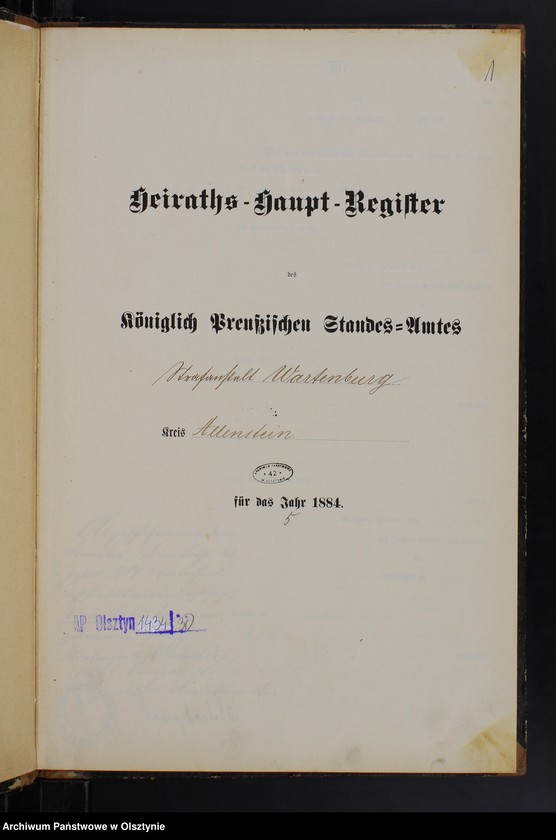 1
Heiraths-Haupt-Register
des
Königlich Preußischen Standes-Amtes
Strafanstalt Wartenburg
Kreis Allenstein
42
für das Jahr 1884.
5
AP Olsztyn 1434/30
Archiwum Państwowe w Olsztynie